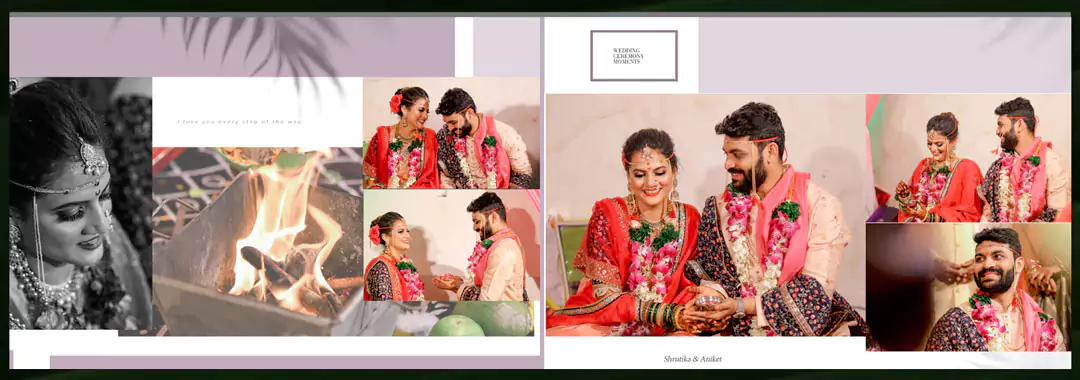 I love you every step of the way
WEDDING
CEREMONY
MOMENTS
Shrutika & Aniket